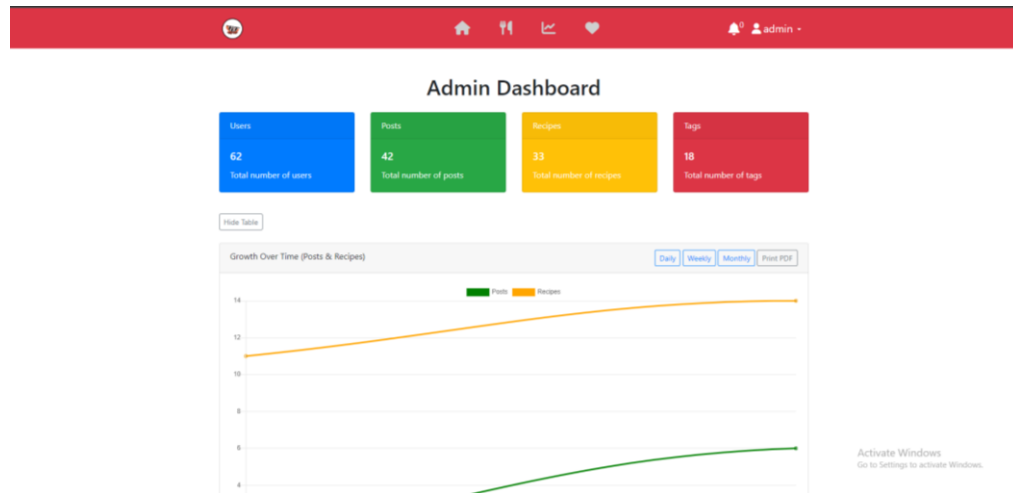 0 admin
Admin Dashboard
Users
62
Total number of users
Posts
42
Total number of posts
Recipes
33
Total number of recipes
Tags
18
Total number of tags
Hide Table
Growth Over Time (Posts & Recipes)
Daily Weekly Monthly Print PDF
Posts Recipes
14
12
10
8
6
4
Activate Windows
Go to Settings to activate Windows.